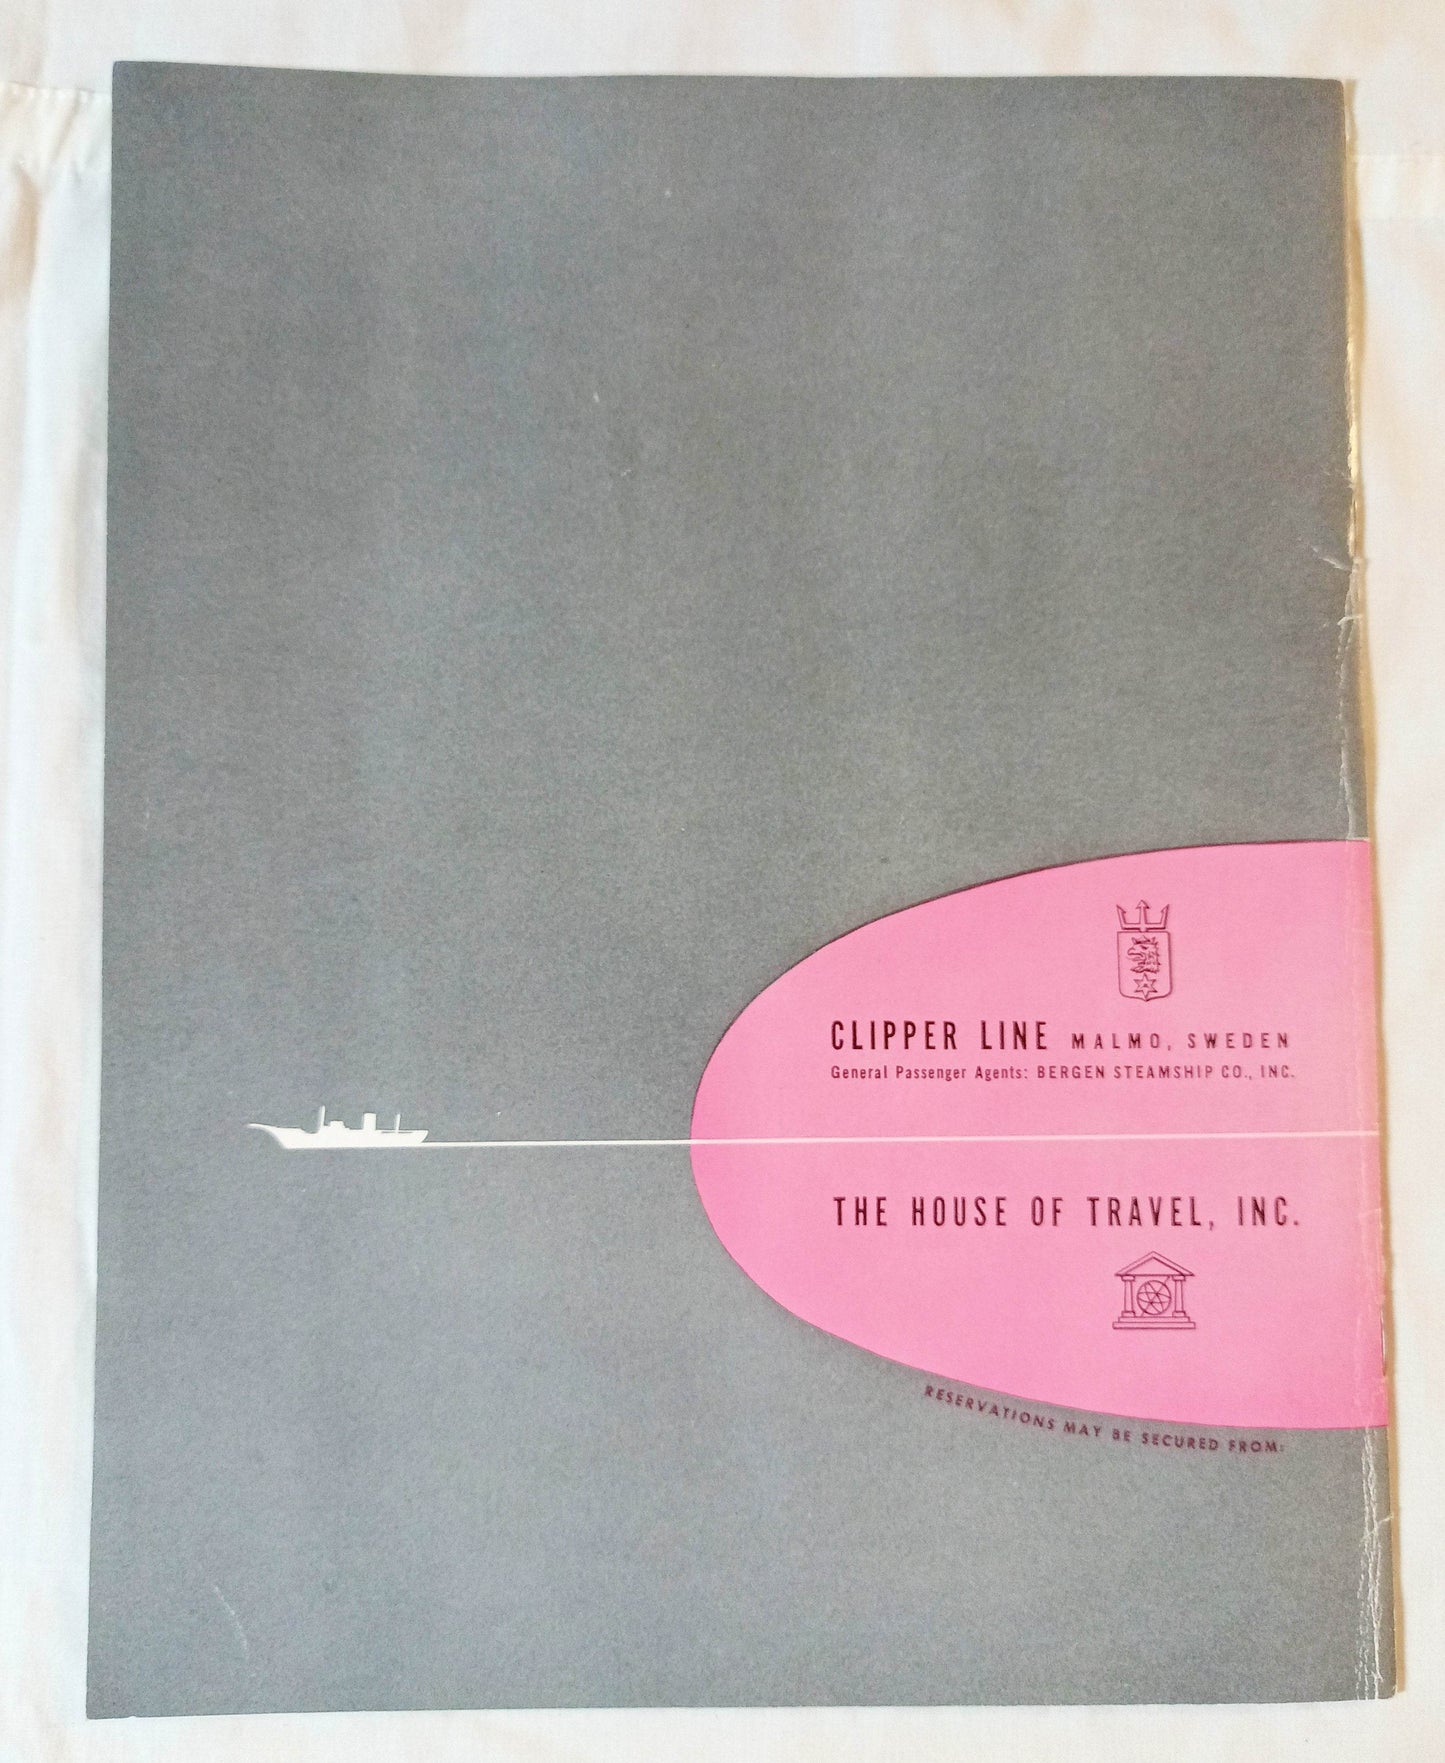 CLIPPER LINE MALMO, SWEDEN
General Passenger Agents: BERGEN STEAMSHIP CO., INC.
THE HOUSE OF TRAVEL, INC.
RESERVATIONS MAY BE SECURED FROM: